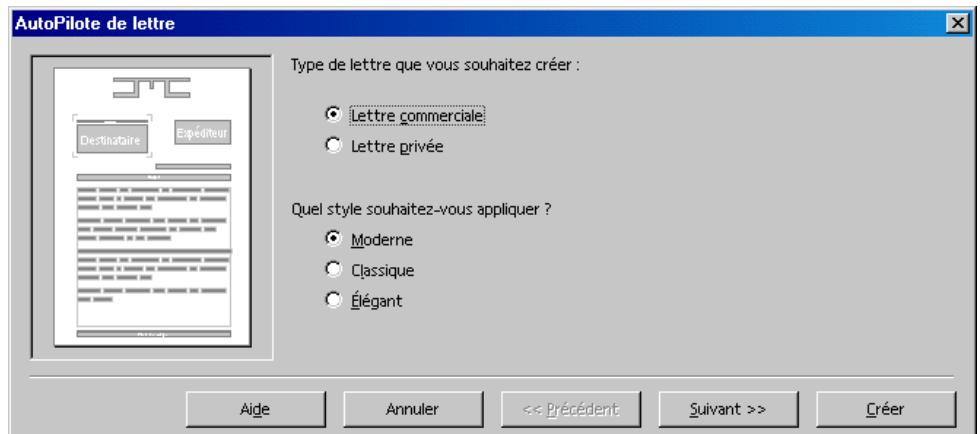 AutoPilote de lettre
Type de lettre que vous souhaitez créer :
Lettre commerciale
Lettre privée
Destinataire
Expéditeur
Quel style souhaitez-vous appliquer ?
Moderne
Classique
Élégant
Aide
Annuler
<< Précédent
Suivant >>
Créer